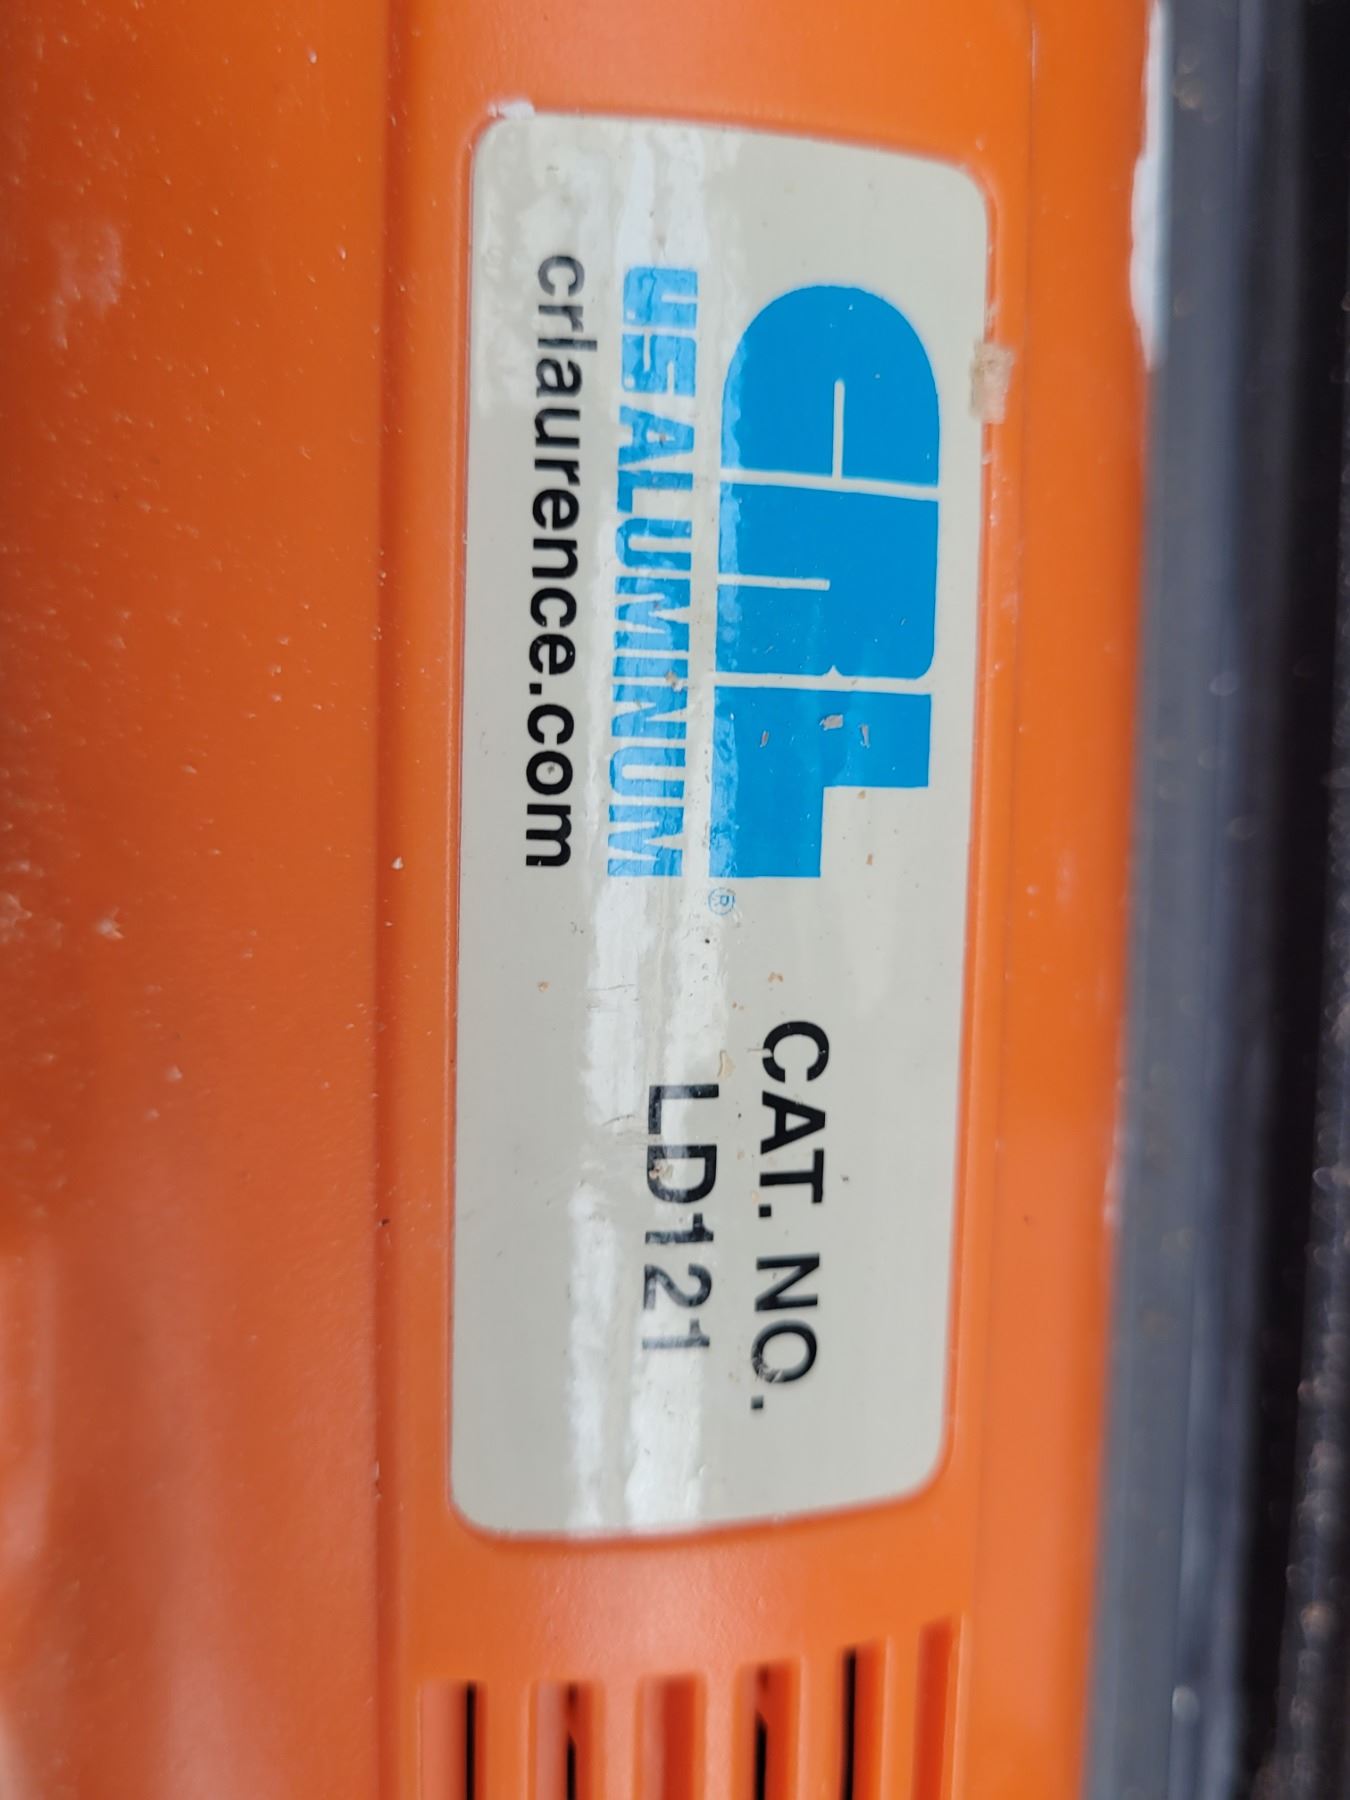 CRL®
US ALUMINUM
crlaurence.com
CAT. NO.
LD121